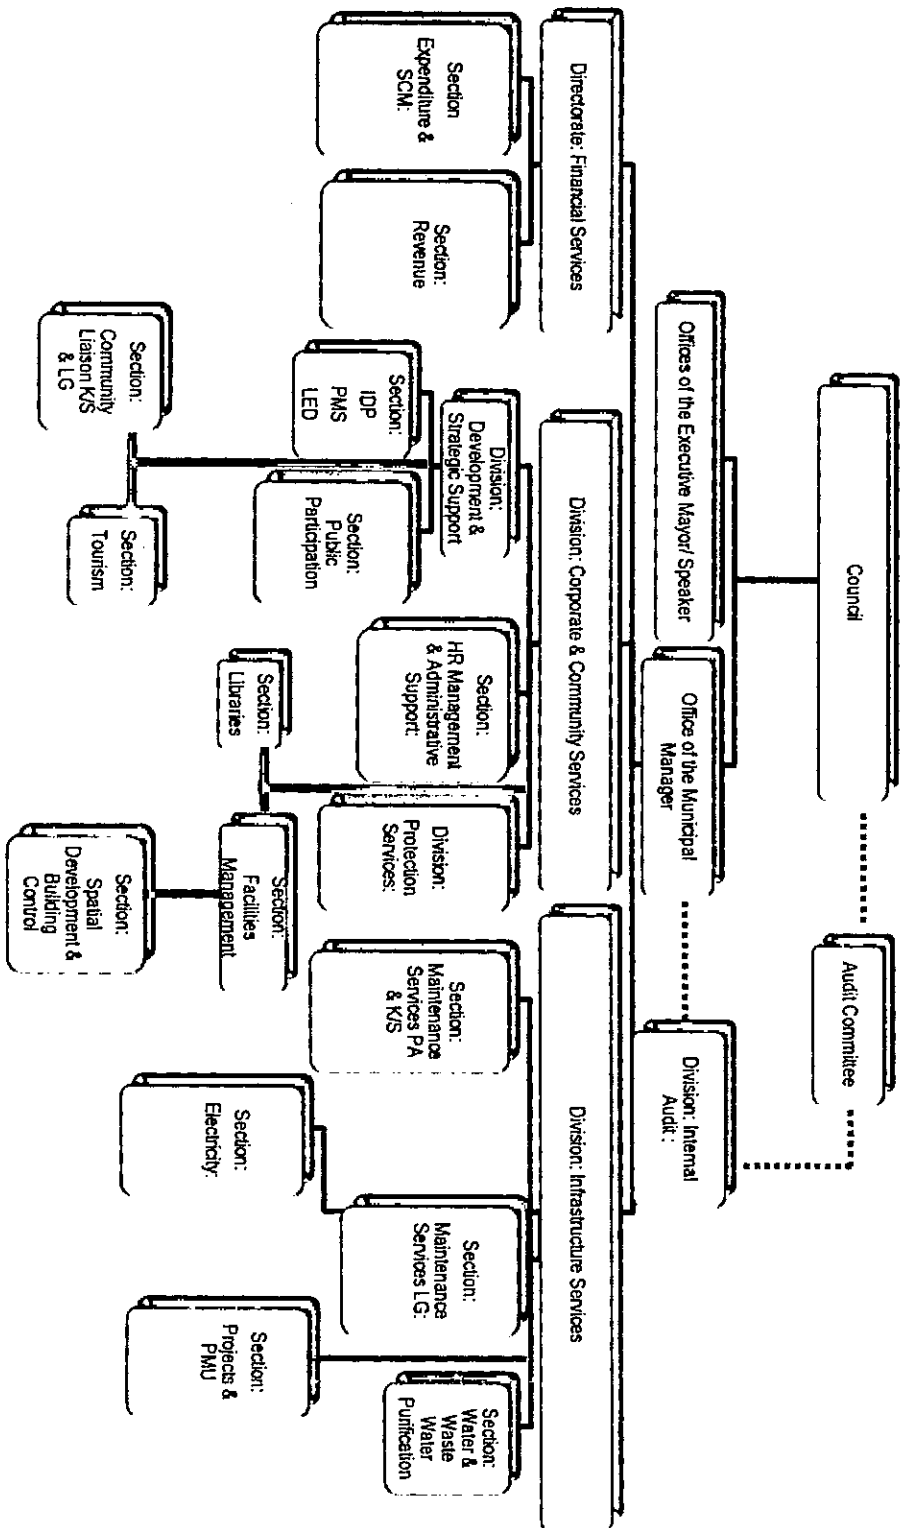 Council
Audit Committee
Offices of the Executive Mayor/ Speaker
Office of the Municipal
Manager
Division: Internal
Audit :
Directorate: Financial Services
Division: Corporate & Community Services
Division: Infrastructure Services
Section
Expenditure &
SCM:
Section:
Revenue
Division:
Development &
Strategic Support
Section:
IDP
PMS
LED
Section:
Public
Participation
Section:
Community
Liaison K/S
& LG
Section:
Tourism
Section:
HR Management
& Administrative
Support:
Division:
Protection
Services:
Section:
Libraries
Section:
Facilities
Management
Section:
Spatial
Development &
Building
Control
Section:
Maintenance
Services PA
& K/S
Section:
Maintenance
Services LG:
Section:
Water &
Waste
Water
Purification
Section:
Electricity:
Section:
Projects &
PMU